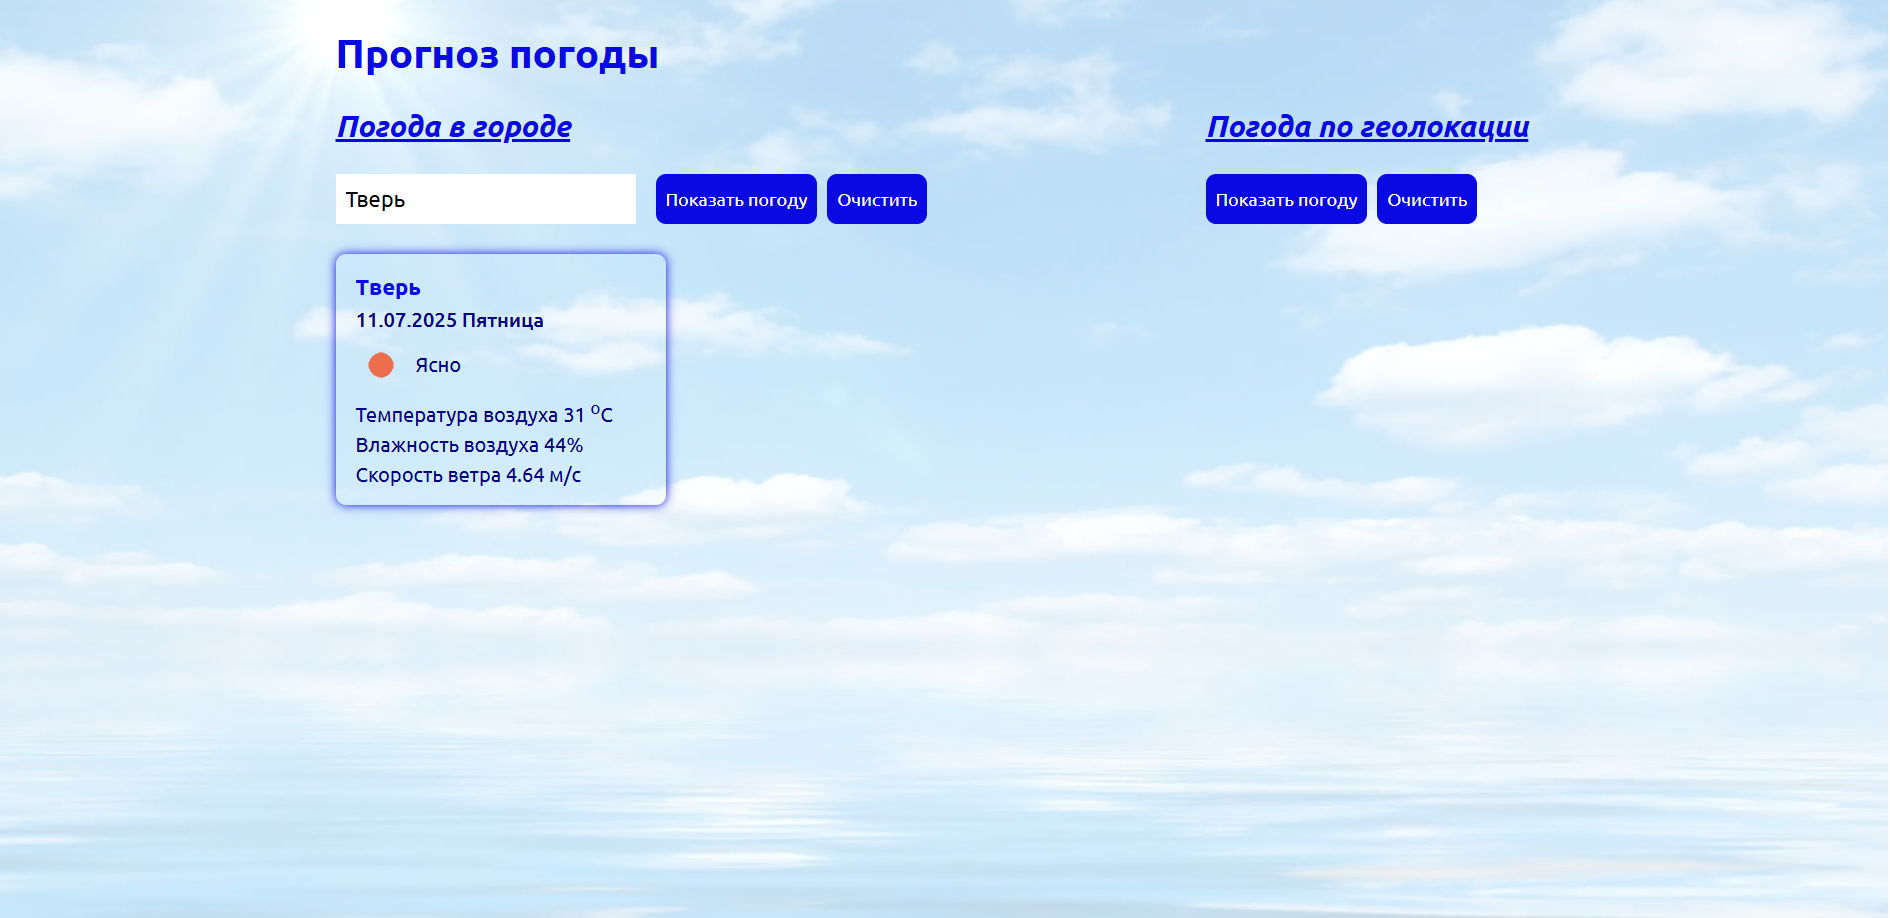 Прогноз погоды
Погода в городе
Тверь
Показать погоду
Очистить
Тверь
11.07.2025 Пятница
Ясно
Температура воздуха 31 ᴼC
Влажность воздуха 44%
Скорость ветра 4.64 м/с
Погода по геолокации
Показать погоду
Очистить